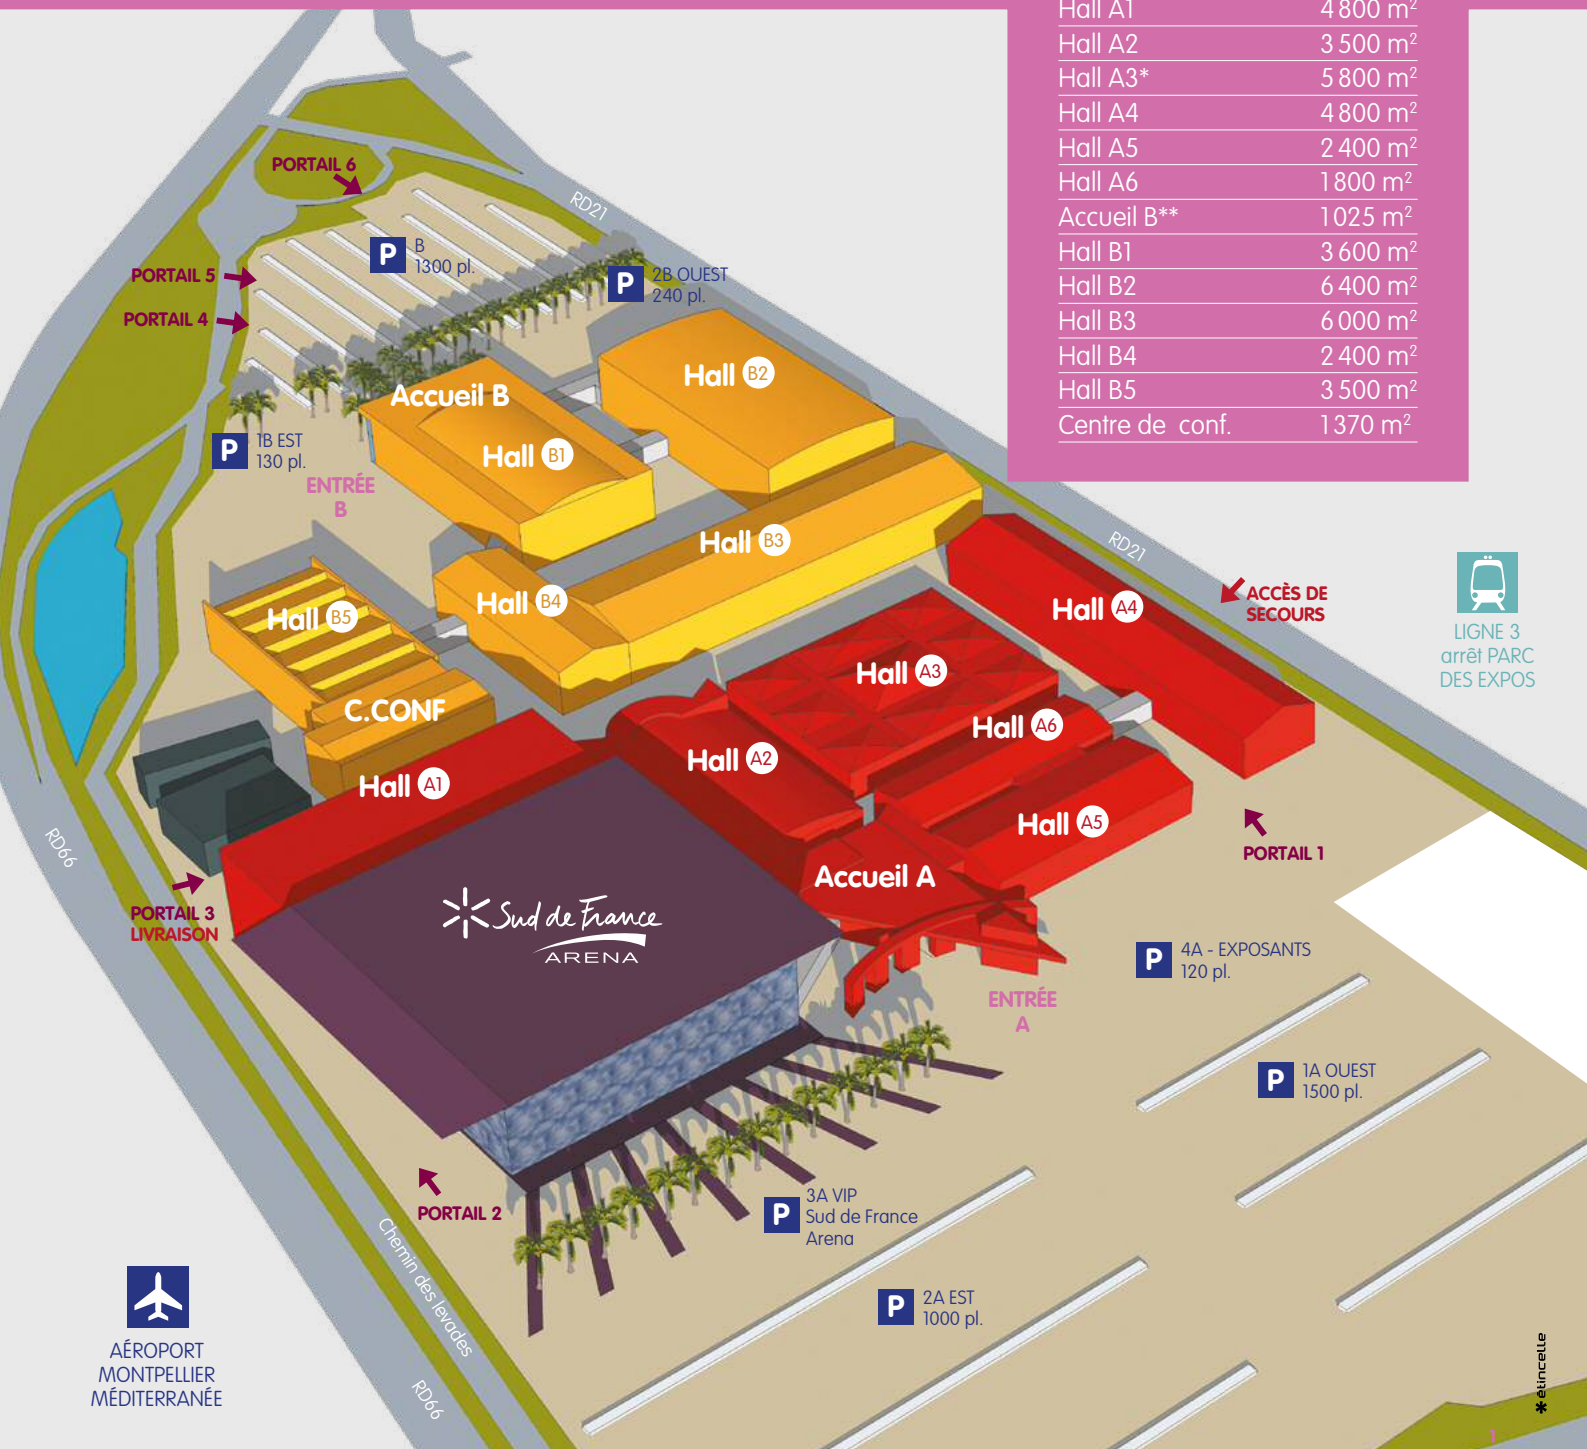 Hall A1 4 800 m²
Hall A2 3 500 m²
Hall A3* 5 800 m²
Hall A4 4 800 m²
Hall A5 2 400 m²
Hall A6 1 800 m²
Accueil B** 1 025 m²
Hall B1 3 600 m²
Hall B2 6 400 m²
Hall B3 6 000 m²
Hall B4 2 400 m²
Hall B5 3 500 m²
Centre de conf. 1 370 m²
PORTAIL 6
RD21
P B
1300 pl.
PORTAIL 5
P 2B OUEST
240 pl.
PORTAIL 4
Hall B2
Accueil B
Hall B1
P 1B EST
130 pl.
ENTRÉE
B
Hall B3
RD21
ACCÈS DE
SECOURS
Hall B4
Hall A4
Hall B5
LIGNE 3
arrêt PARC
DES EXPOS
Hall A3
C.CONF
Hall A6
Hall A2
Hall A1
Hall A5
RD66
PORTAIL 1
Accueil A
PORTAIL 3
LIVRAISON
Sud de France
ARENA
P 4A - EXPOSANTS
120 pl.
ENTRÉE
A
P 1A OUEST
1500 pl.
PORTAIL 2
P 3A VIP
Sud de France
Arena
Chemin des levades
P 2A EST
1000 pl.
AÉROPORT
MONTPELLIER
MÉDITERRANÉE
RD66
étincelle
1